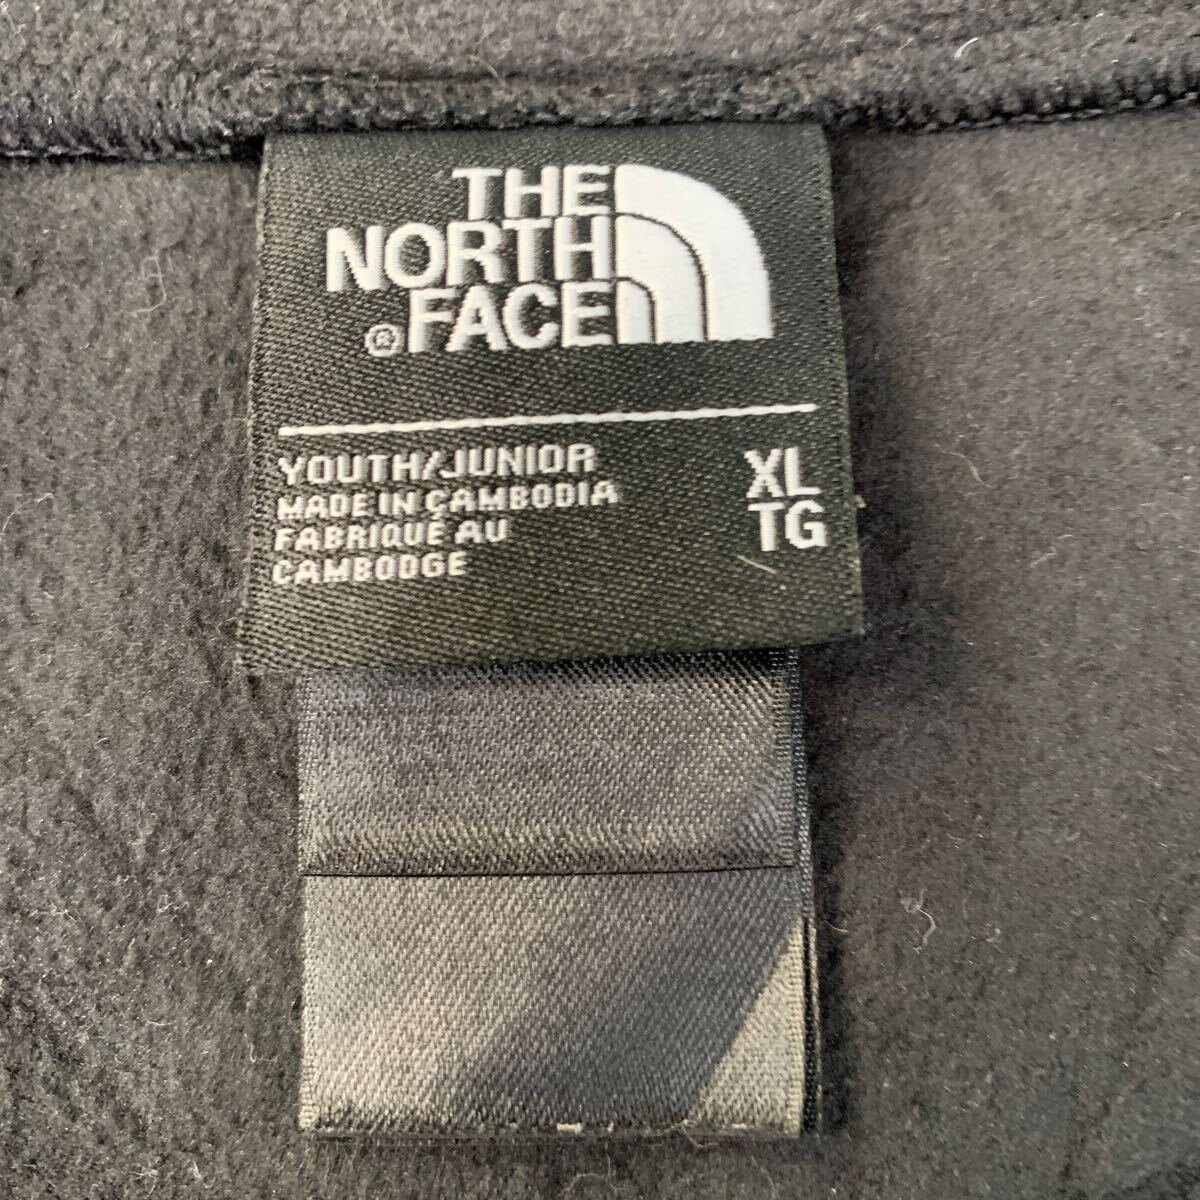 THE
NORTH
® FACE
YOUTH/JUNIOR
MADE IN CAMBODIA
FABRIQUÉ AU
CAMBODGE
XL
TG